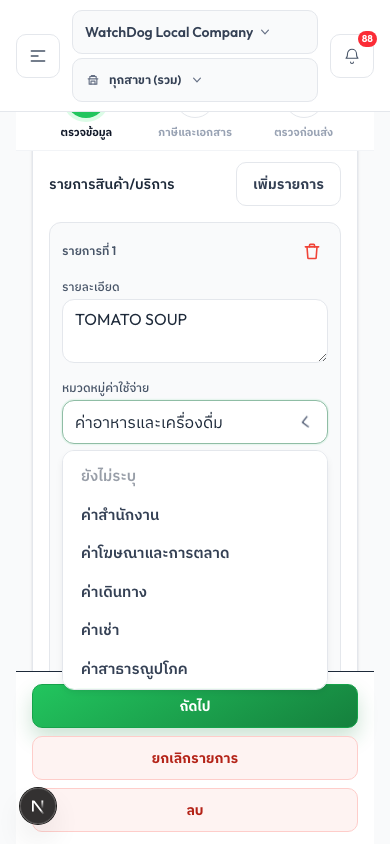 WatchDog Local Company
ทุกสาขา (รวม)
88
ตรวจข้อมูล
ภาษีและเอกสาร
ตรวจก่อนส่ง
รายการสินค้า/บริการ
เพิ่มรายการ
รายการที่ 1
รายละเอียด
TOMATO SOUP
หมวดหมู่ค่าใช้จ่าย
ค่าอาหารและเครื่องดื่ม
ยังไม่ระบุ
ค่าสำนักงาน
ค่าโฆษณาและการตลาด
ค่าเดินทาง
ค่าเช่า
ค่าสาธารณูปโภค
ถัดไป
ยกเลิกรายการ
N
ลบ